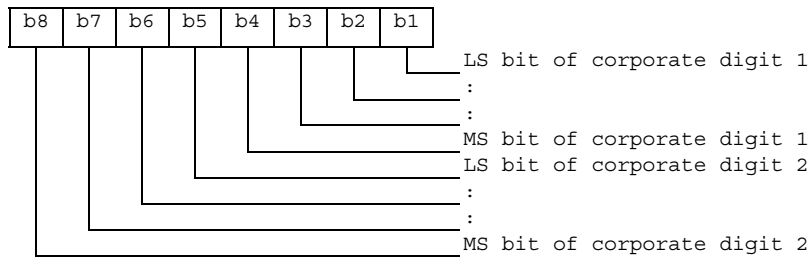 b8 b7 b6 b5 b4 b3 b2 b1
LS bit of corporate digit 1
:
:
MS bit of corporate digit 1
LS bit of corporate digit 2
:
:
MS bit of corporate digit 2